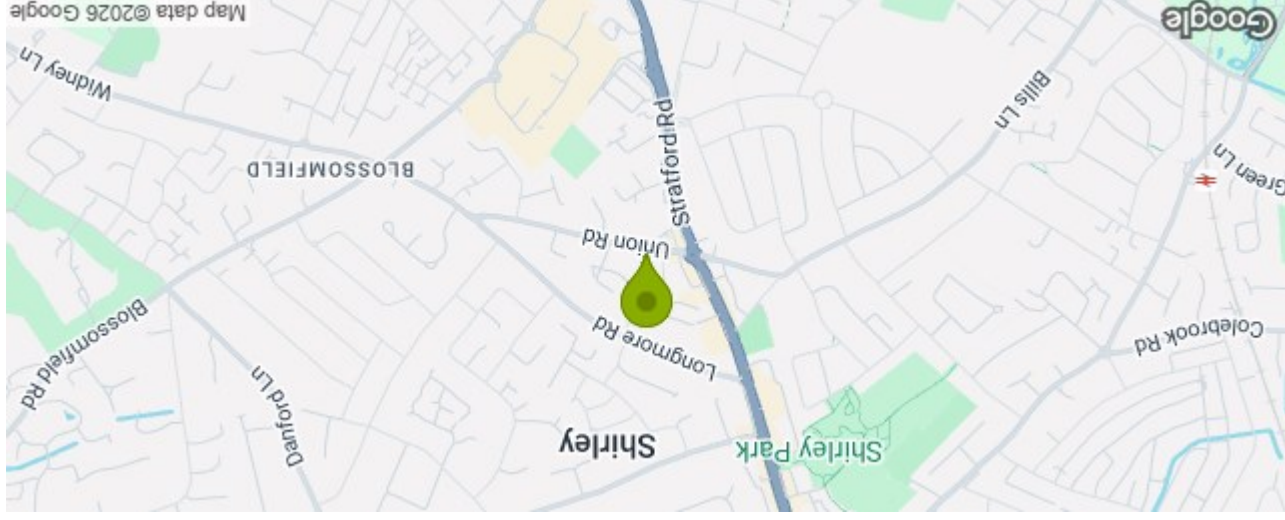 Shirley
Shirley Park
Longmore Rd
Union Rd
Stratford Rd
Blossomfield Rd
Danford Ln
BLOSSOMFIELD
Widney Ln
Bills Ln
Green Ln
Colebrook Rd
Google
Map data ©2026 Google